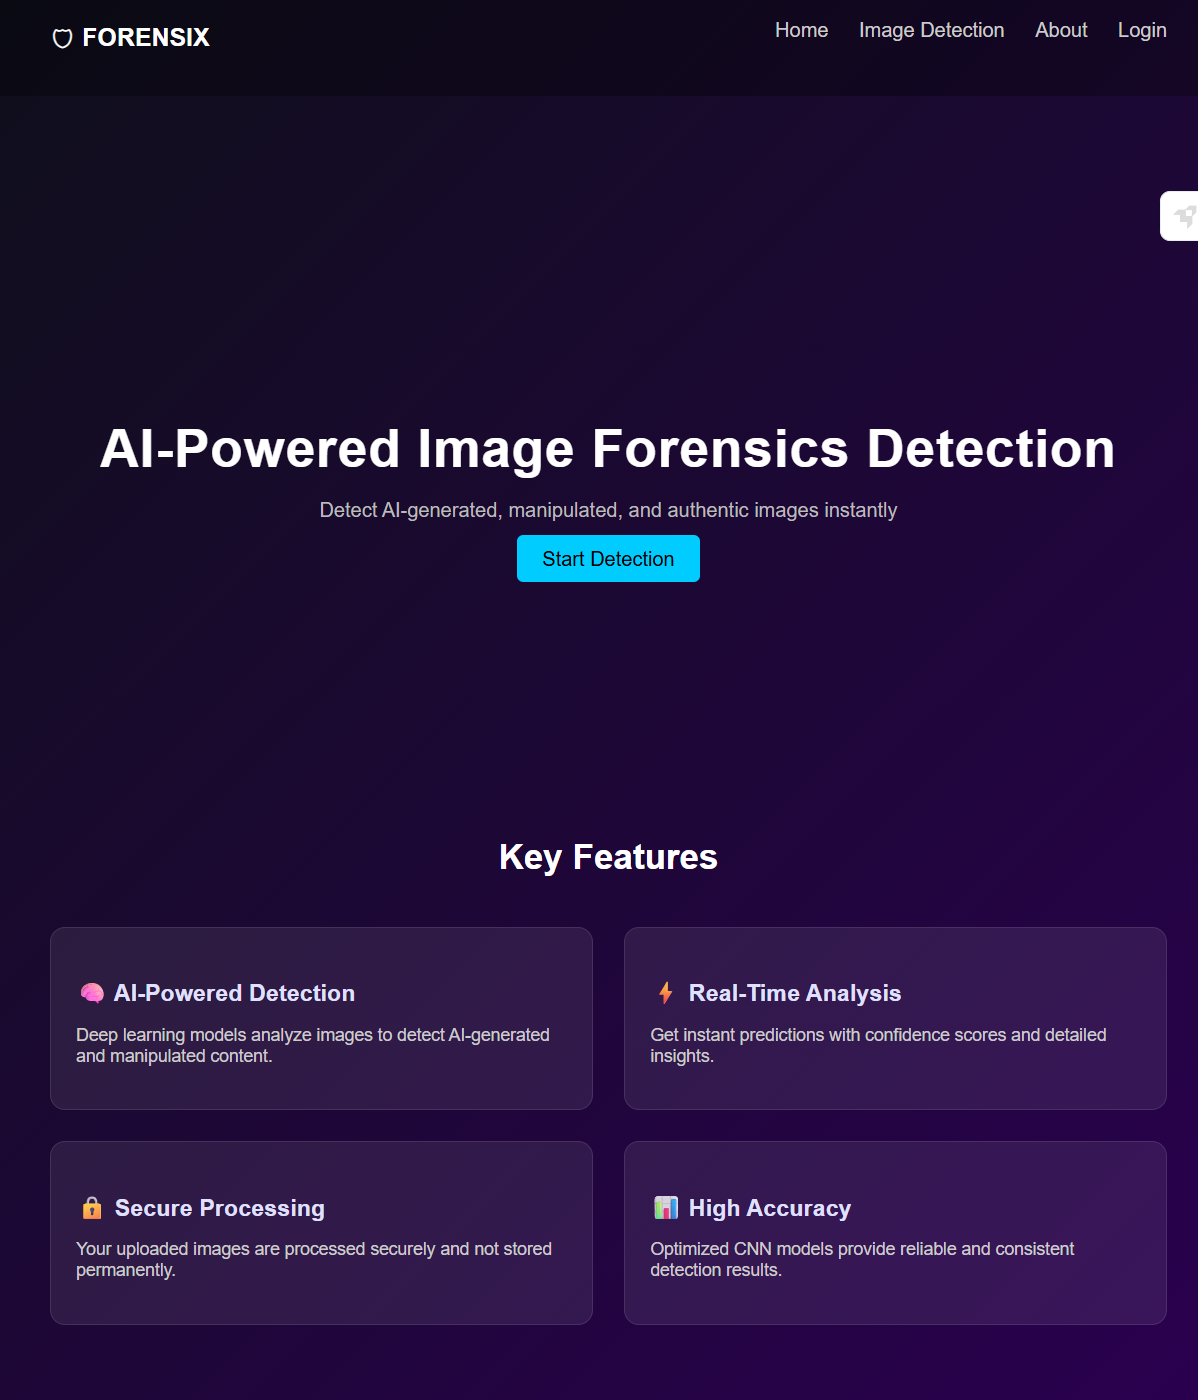 FORENSIX
Home Image Detection About Login
AI-Powered Image Forensics Detection
Detect AI-generated, manipulated, and authentic images instantly
Start Detection
Key Features
AI-Powered Detection
Deep learning models analyze images to detect AI-generated
and manipulated content.
Real-Time Analysis
Get instant predictions with confidence scores and detailed
insights.
Secure Processing
Your uploaded images are processed securely and not stored
permanently.
High Accuracy
Optimized CNN models provide reliable and consistent
detection results.